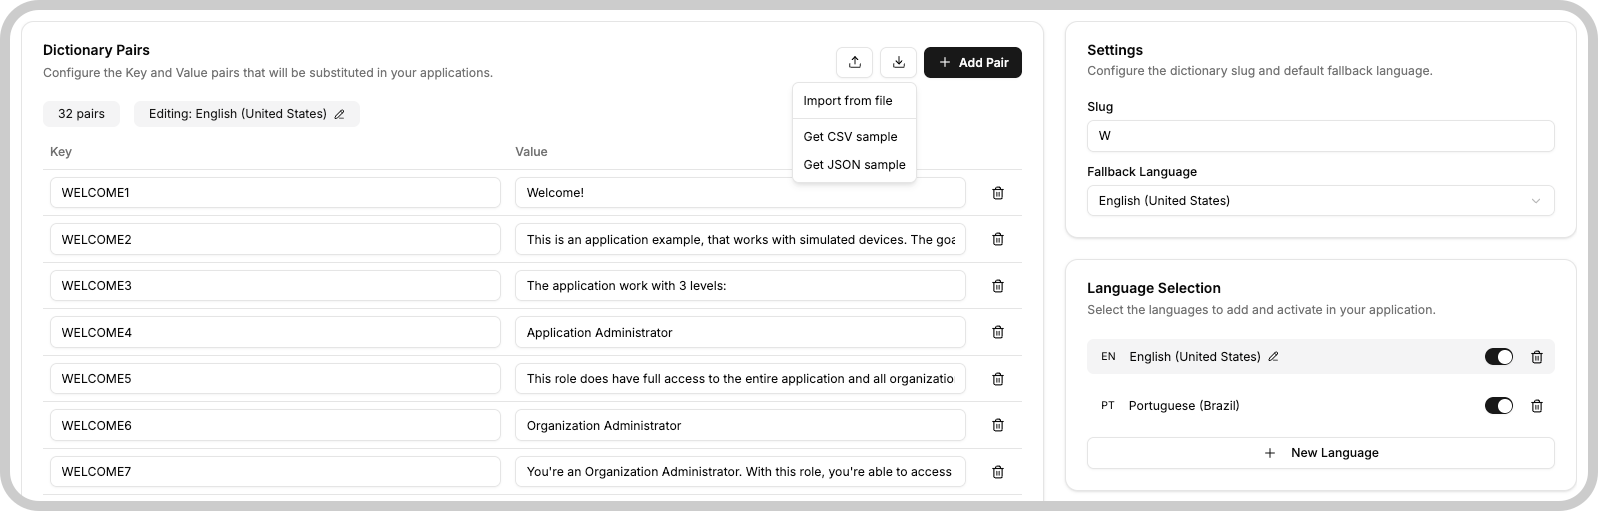 Dictionary Pairs
Configure the Key and Value pairs that will be substituted in your applications.
Add Pair
Import from file
Get CSV sample
Get JSON sample
32 pairs
Editing: English (United States)
Key
Value
WELCOME1
Welcome!
WELCOME2
This is an application example, that works with simulated devices. The goa
WELCOME3
The application work with 3 levels:
WELCOME4
Application Administrator
WELCOME5
This role does have full access to the entire application and all organizatio
WELCOME6
Organization Administrator
WELCOME7
You're an Organization Administrator. With this role, you're able to access
Settings
Configure the dictionary slug and default fallback language.
Slug
W
Fallback Language
English (United States)
Language Selection
Select the languages to add and activate in your application.
EN English (United States)
PT Portuguese (Brazil)
New Language